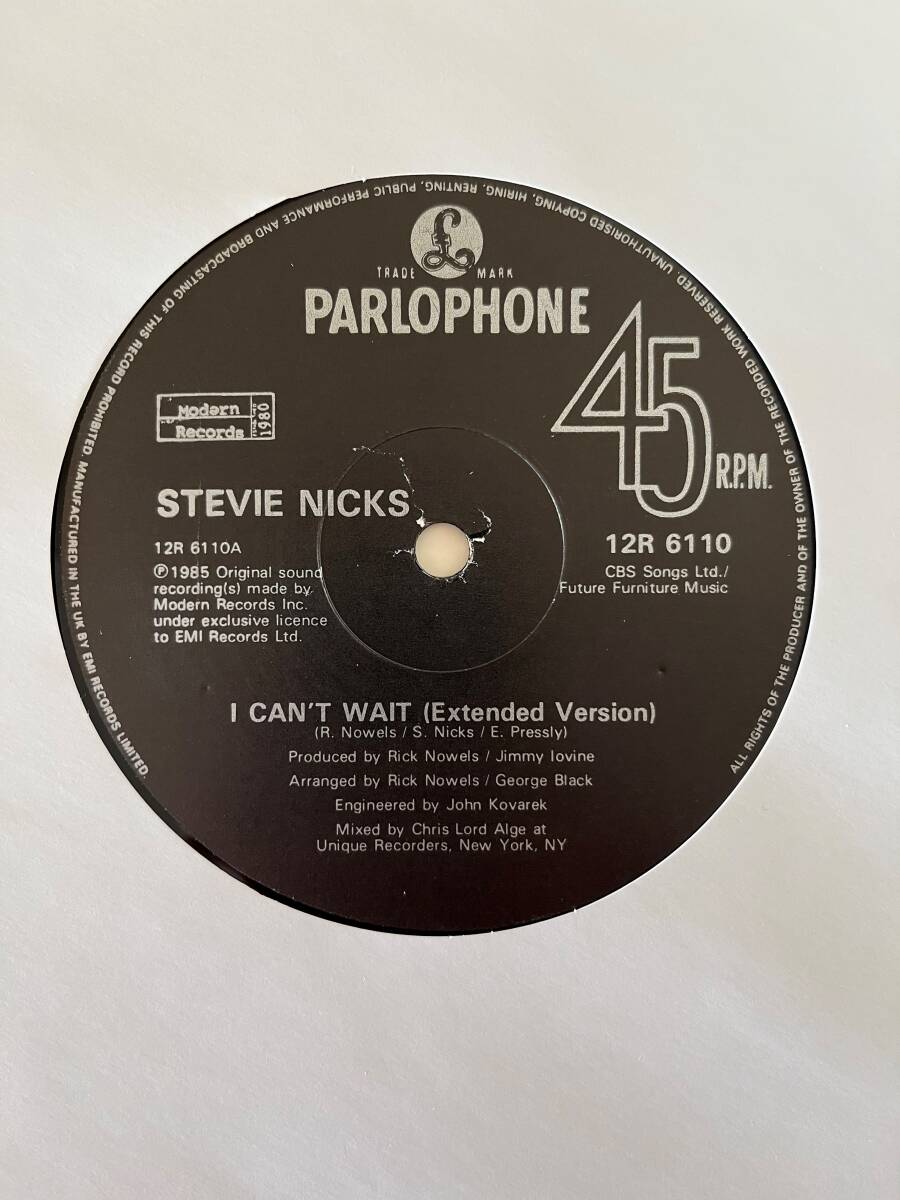 UNAUTHORISED COPYING, HIRING, RENTING, PUBLIC PERFORMANCE AND BROADCASTING OF THIS RECORD PROHIBITED. MANUFACTURED IN THE UK BY EMI RECORDS LIMITED.
ALL RIGHTS OF THE PRODUCER AND OF THE OWNER OF THE RECORDED WORK RESERVED.
£
TRADE MARK
PARLOPHONE
45 R.P.M.
Modern
Records
1980
STEVIE NICKS
12R 6110A
12R 6110
℗1985 Original sound
recording(s) made by
Modern Records Inc.
under exclusive licence
to EMI Records Ltd.
CBS Songs Ltd./
Future Furniture Music
I CAN'T WAIT (Extended Version)
(R. Nowels / S. Nicks / E. Pressly)
Produced by Rick Nowels / Jimmy Iovine
Arranged by Rick Nowels / George Black
Engineered by John Kovarek
Mixed by Chris Lord Alge at
Unique Recorders, New York, NY